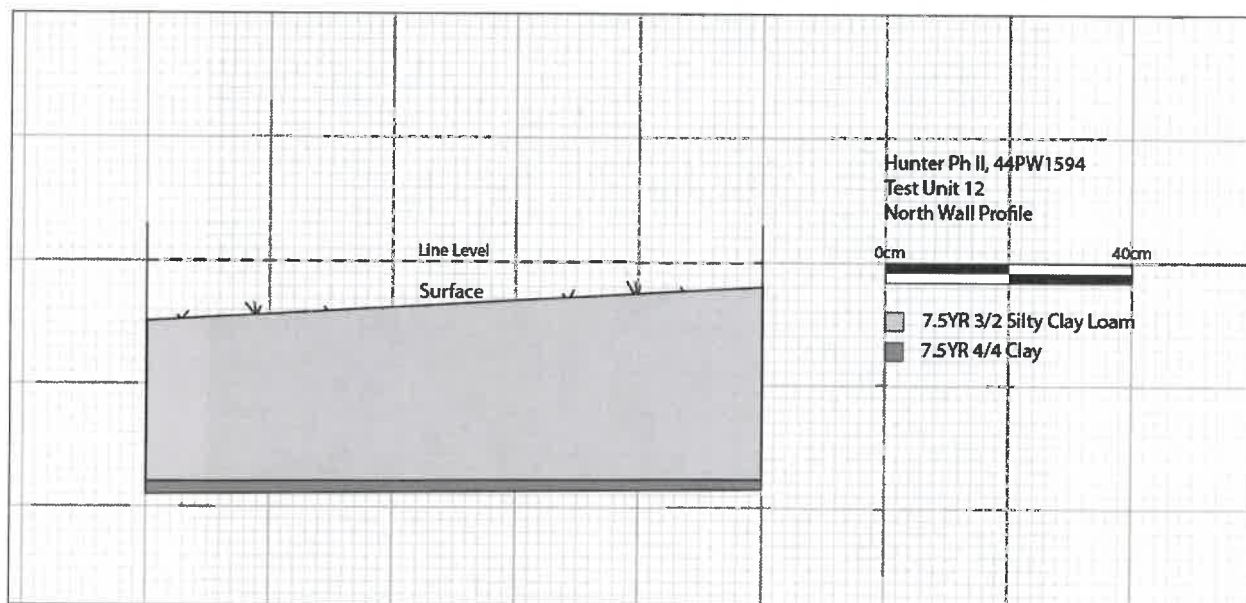 Hunter Ph II, 44PW1594
Test Unit 12
North Wall Profile
Line Level
0cm 40cm
Surface
7.5YR 3/2 Silty Clay Loam
7.5YR 4/4 Clay